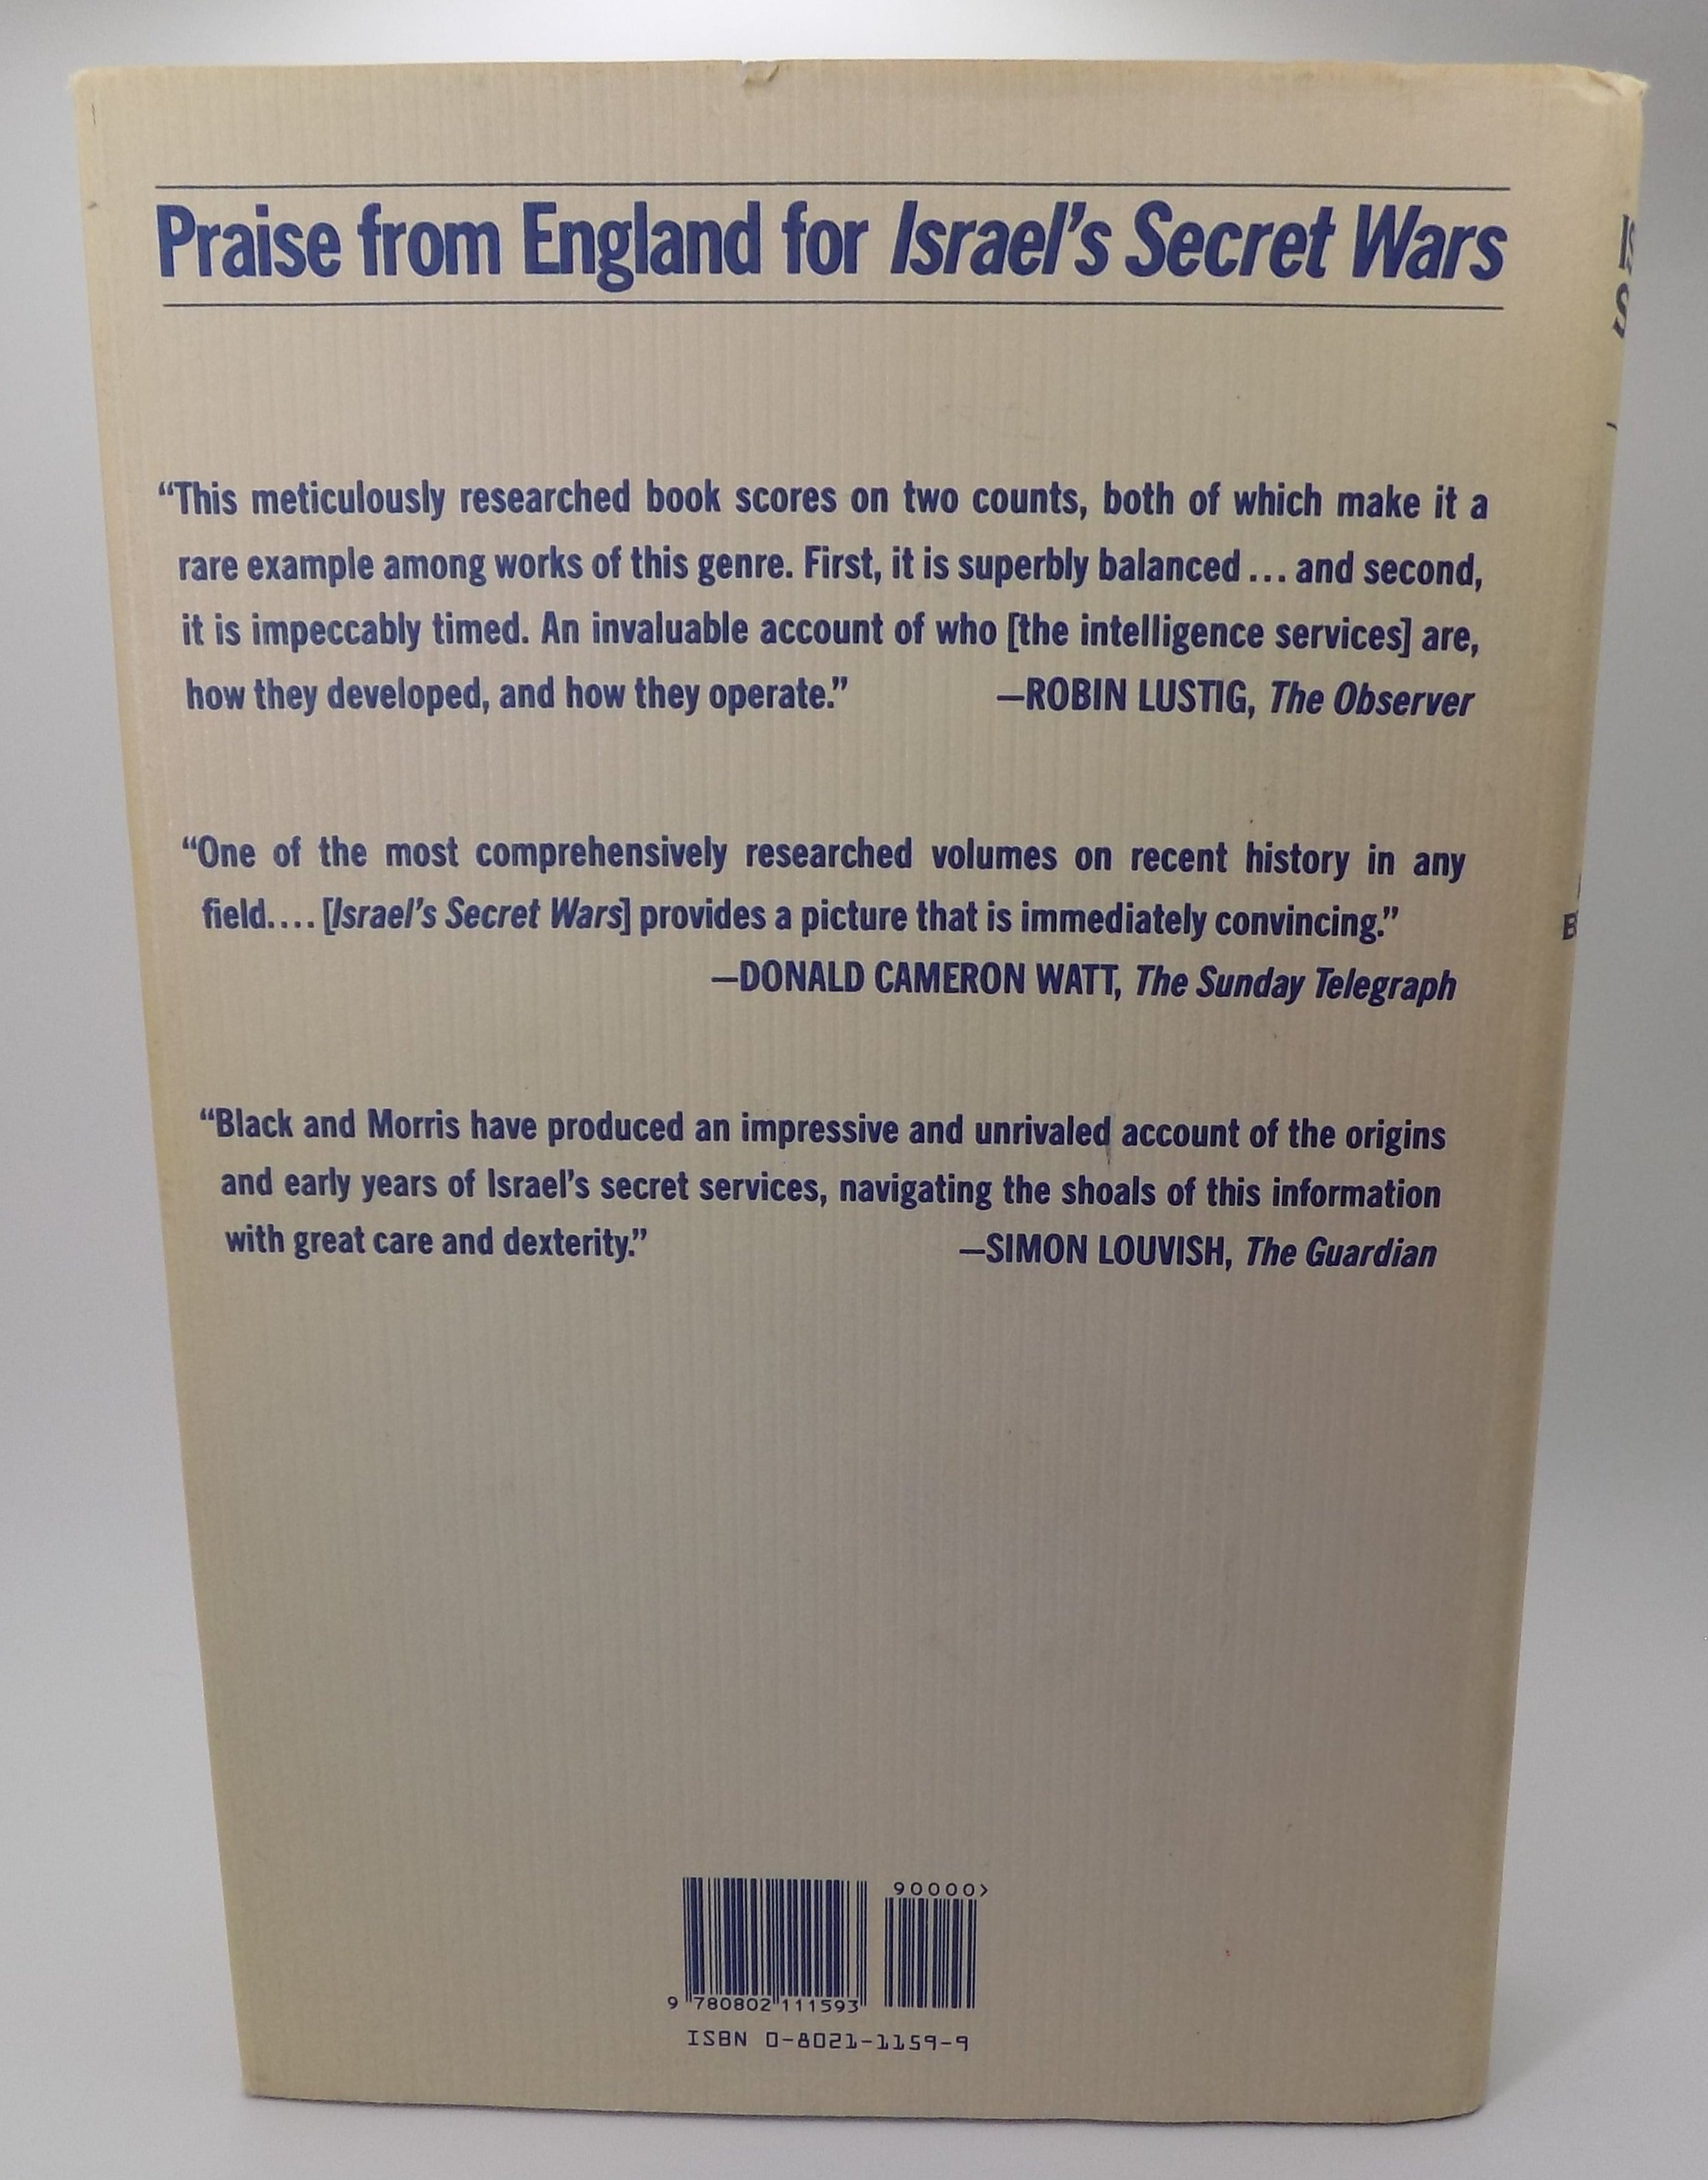 Praise from England for Israel's Secret Wars
“This meticulously researched book scores on two counts, both of which make it a
rare example among works of this genre. First, it is superbly balanced ... and second,
it is impeccably timed. An invaluable account of who [the intelligence services] are,
how they developed, and how they operate.” —ROBIN LUSTIG, The Observer
“One of the most comprehensively researched volumes on recent history in any
field.... [Israel's Secret Wars] provides a picture that is immediately convincing.”
—DONALD CAMERON WATT, The Sunday Telegraph
“Black and Morris have produced an impressive and unrivaled account of the origins
and early years of Israel's secret services, navigating the shoals of this information
with great care and dexterity.” —SIMON LOUVISH, The Guardian
90000>
9 780802 111593
ISBN 0-8021-1159-9